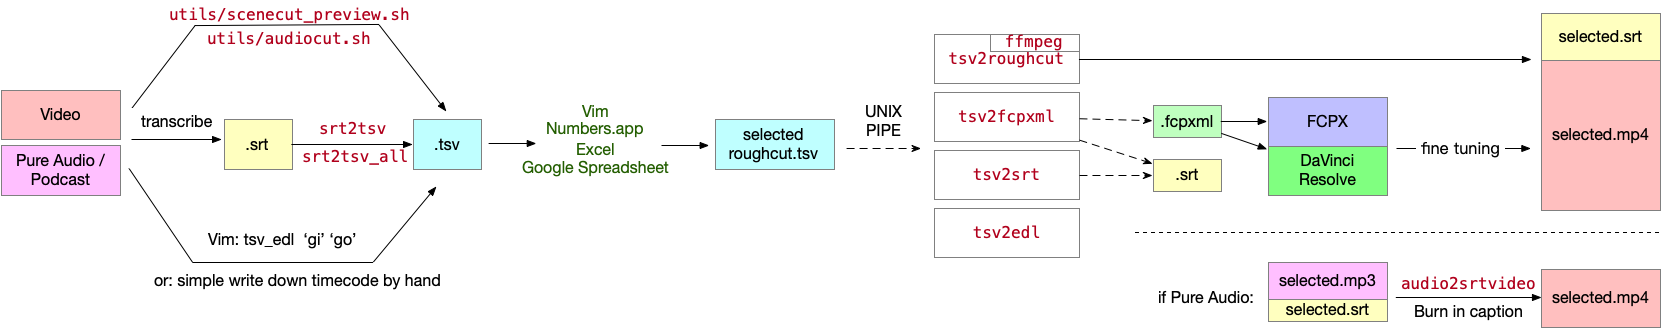 utils/scenecut_preview.sh
utils/audiocut.sh
Video
Pure Audio /
Podcast
transcribe
.srt
srt2tsv
srt2tsv_all
.tsv
Vim: tsv_edl ‘gi’ ‘go’
or: simple write down timecode by hand
Vim
Numbers.app
Excel
Google Spreadsheet
selected
roughcut.tsv
UNIX
PIPE
ffmpeg
tsv2roughcut
tsv2fcpxml
tsv2srt
tsv2edl
.fcpxml
.srt
FCPX
DaVinci
Resolve
fine tuning
selected.srt
selected.mp4
if Pure Audio:
selected.mp3
selected.srt
audio2srtvideo
Burn in caption
selected.mp4